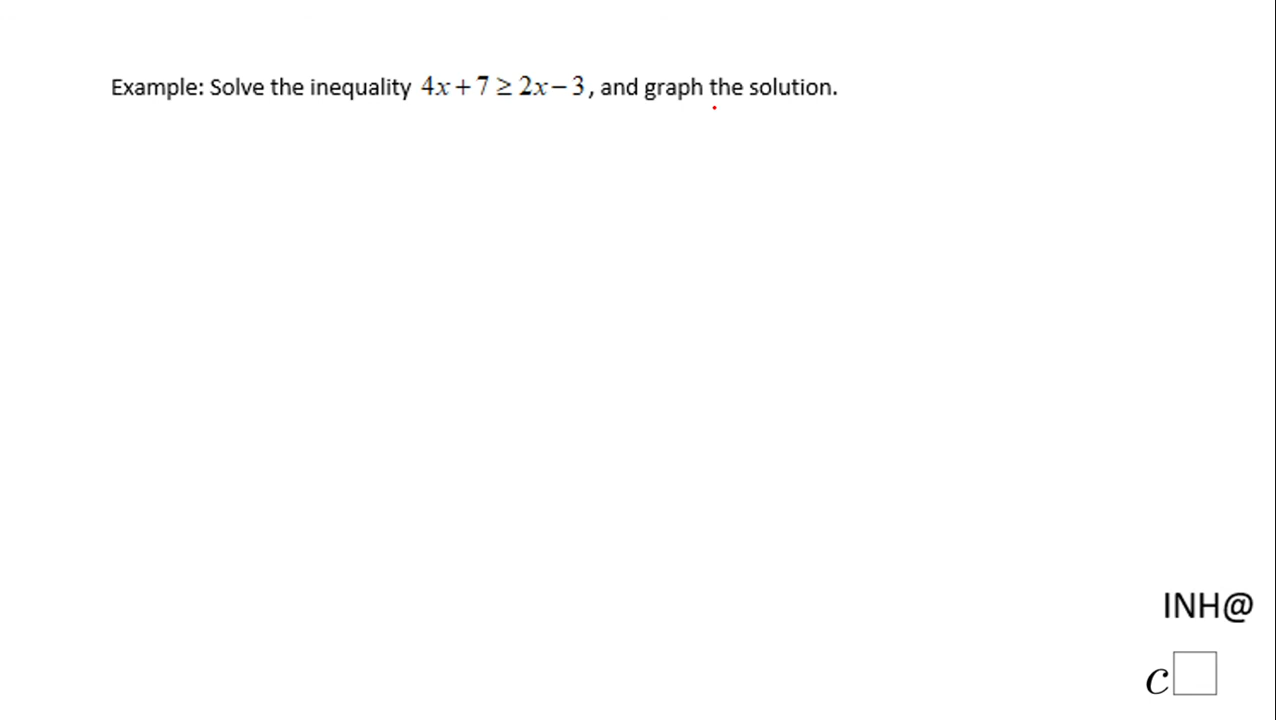 Example: Solve the inequality 4x + 7 ≥ 2x − 3, and graph the solution.
INH@
c□